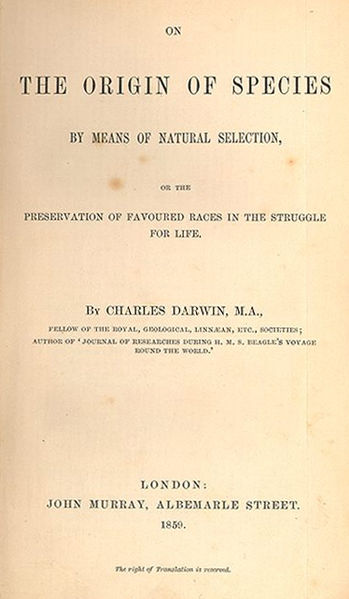 ON
THE ORIGIN OF SPECIES
BY MEANS OF NATURAL SELECTION,
OR THE
PRESERVATION OF FAVOURED RACES IN THE STRUGGLE
FOR LIFE.
BY CHARLES DARWIN, M.A.,
FELLOW OF THE ROYAL, GEOLOGICAL, LINNÆAN, ETC., SOCIETIES;
AUTHOR OF 'JOURNAL OF RESEARCHES DURING H. M. S. BEAGLE'S VOYAGE
ROUND THE WORLD.'
LONDON:
JOHN MURRAY, ALBEMARLE STREET.
1859.
The right of Translation is reserved.